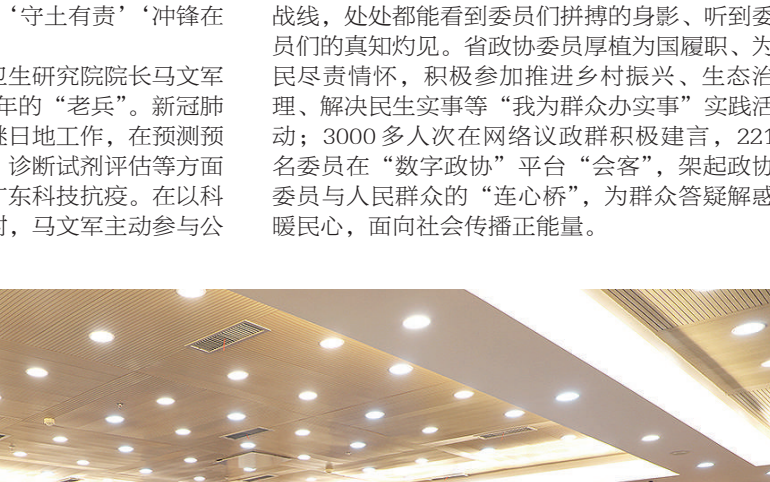 ‘守土有责’‘冲锋在
卫生研究院院长马文军
年的“老兵”。新冠肺
继日地工作，在预测预
诊断试剂评估等方面
广东科技抗疫。在以科
时，马文军主动参与公
战线，处处都能看到委员们拼搏的身影、听到委
员们的真知灼见。省政协委员厚植为国履职、为
民尽责情怀，积极参加推进乡村振兴、生态治
理、解决民生实事等“我为群众办实事”实践活
动；3000多人次在网络议政群积极建言，221
名委员在“数字政协”平台“会客”，架起政协
委员与人民群众的“连心桥”，为群众答疑解惑
暖民心，面向社会传播正能量。